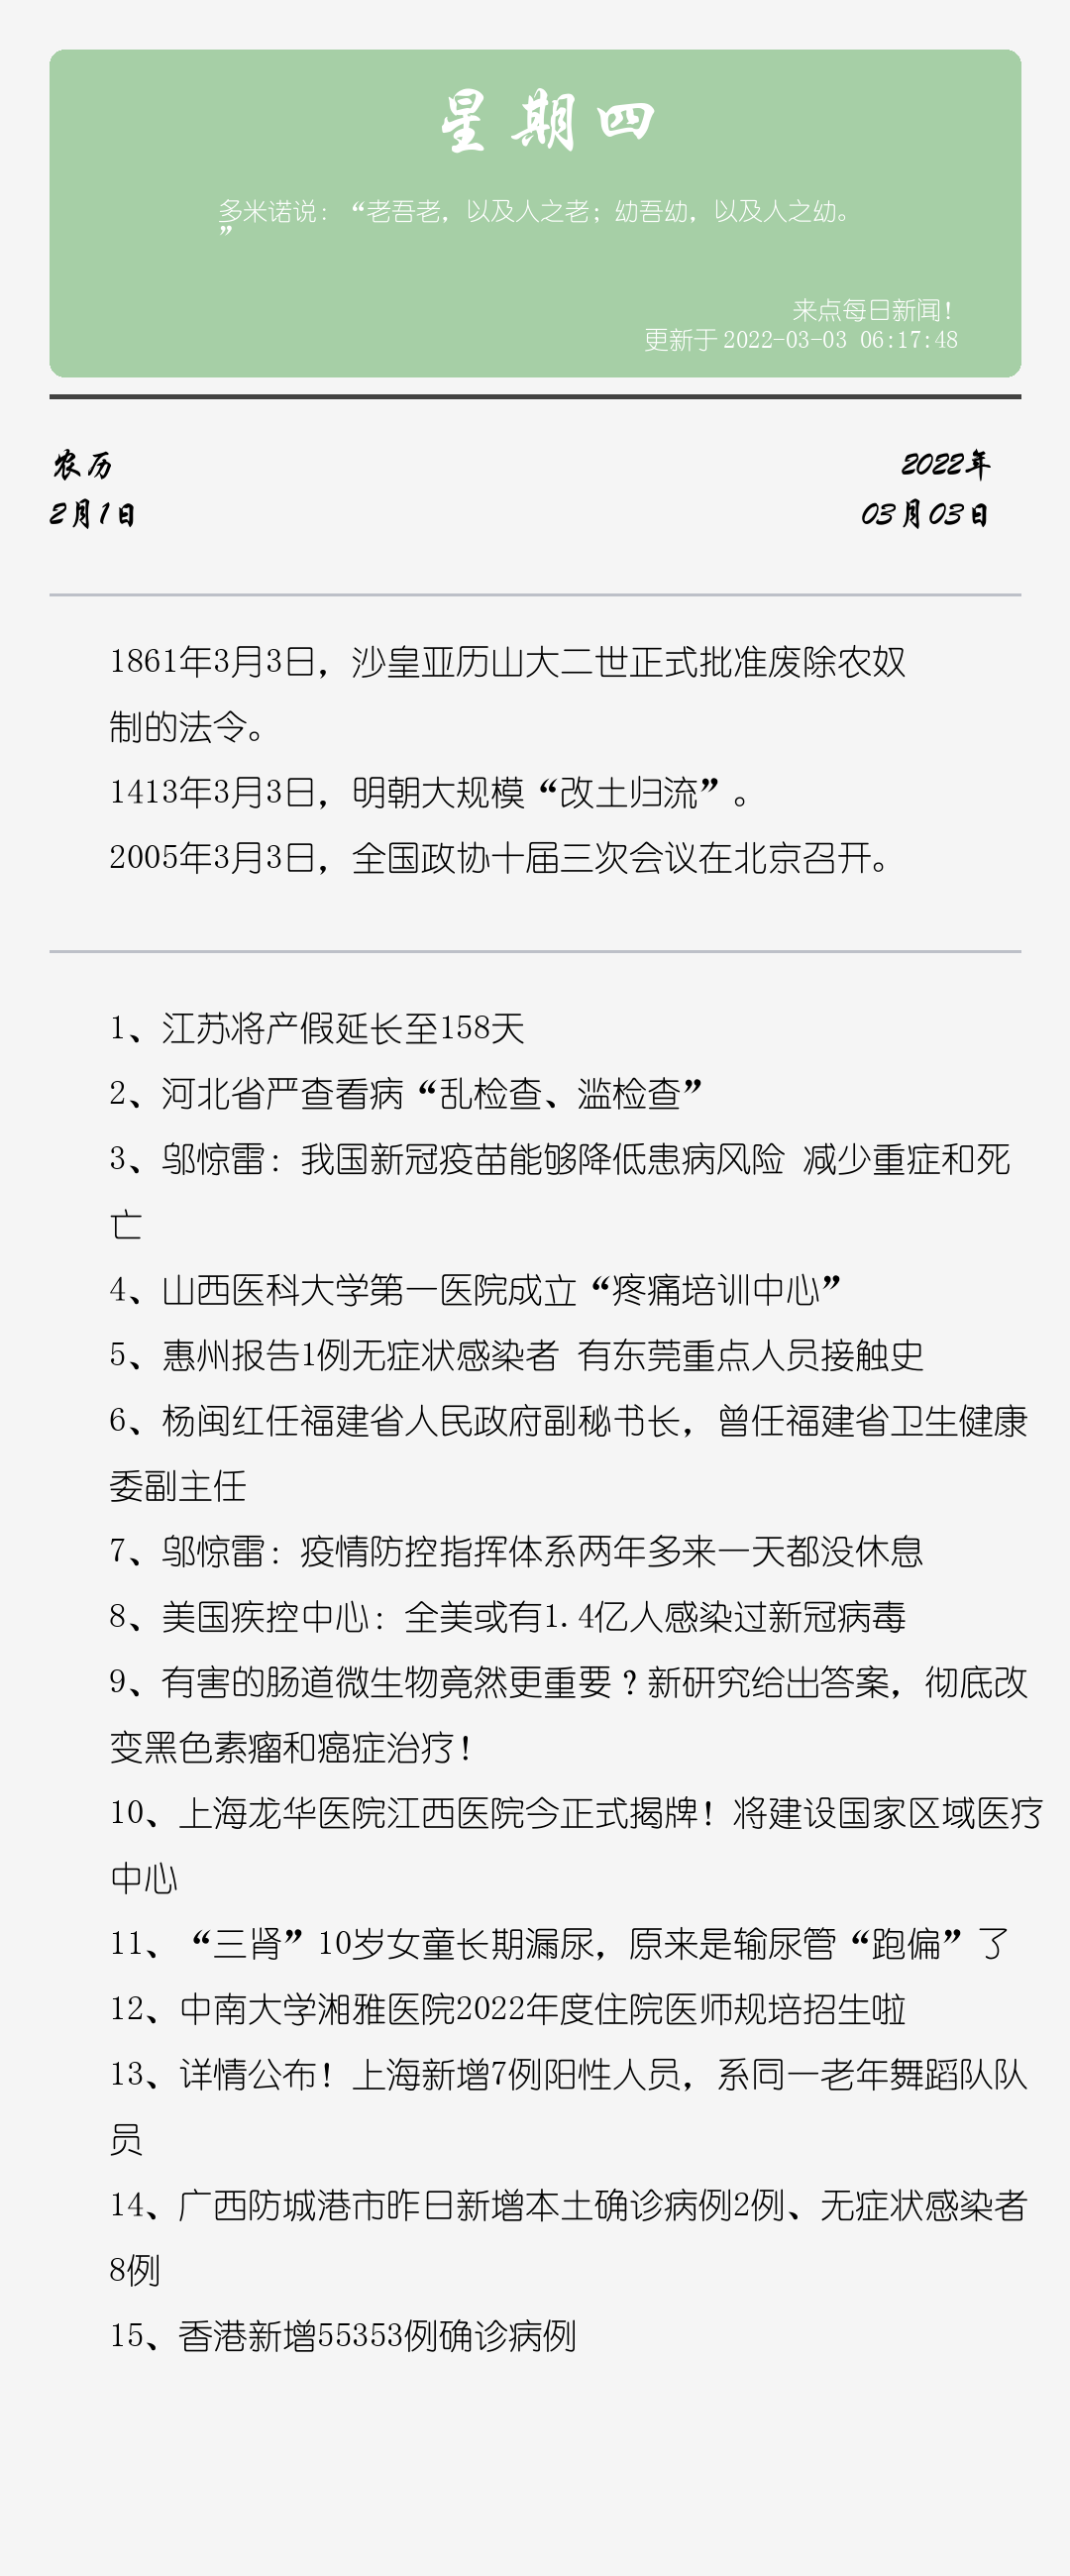 星期四
多米诺说：“老吾老，以及人之老；幼吾幼，以及人之幼。
”
来点每日新闻！
更新于 2022-03-03 06:17:48
农历
2022年
2月1日
03月03日
1861年3月3日，沙皇亚历山大二世正式批准废除农奴
制的法令。
1413年3月3日，明朝大规模“改土归流”。
2005年3月3日，全国政协十届三次会议在北京召开。
1、江苏将产假延长至158天
2、河北省严查看病“乱检查、滥检查”
3、邬惊雷：我国新冠疫苗能够降低患病风险 减少重症和死
亡
4、山西医科大学第一医院成立“疼痛培训中心”
5、惠州报告1例无症状感染者 有东莞重点人员接触史
6、杨闽红任福建省人民政府副秘书长，曾任福建省卫生健康
委副主任
7、邬惊雷：疫情防控指挥体系两年多来一天都没休息
8、美国疾控中心：全美或有1.4亿人感染过新冠病毒
9、有害的肠道微生物竟然更重要？新研究给出答案，彻底改
变黑色素瘤和癌症治疗！
10、上海龙华医院江西医院今正式揭牌！将建设国家区域医疗
中心
11、“三肾”10岁女童长期漏尿，原来是输尿管“跑偏”了
12、中南大学湘雅医院2022年度住院医师规培招生啦
13、详情公布！上海新增7例阳性人员，系同一老年舞蹈队队
员
14、广西防城港市昨日新增本土确诊病例2例、无症状感染者
8例
15、香港新增55353例确诊病例